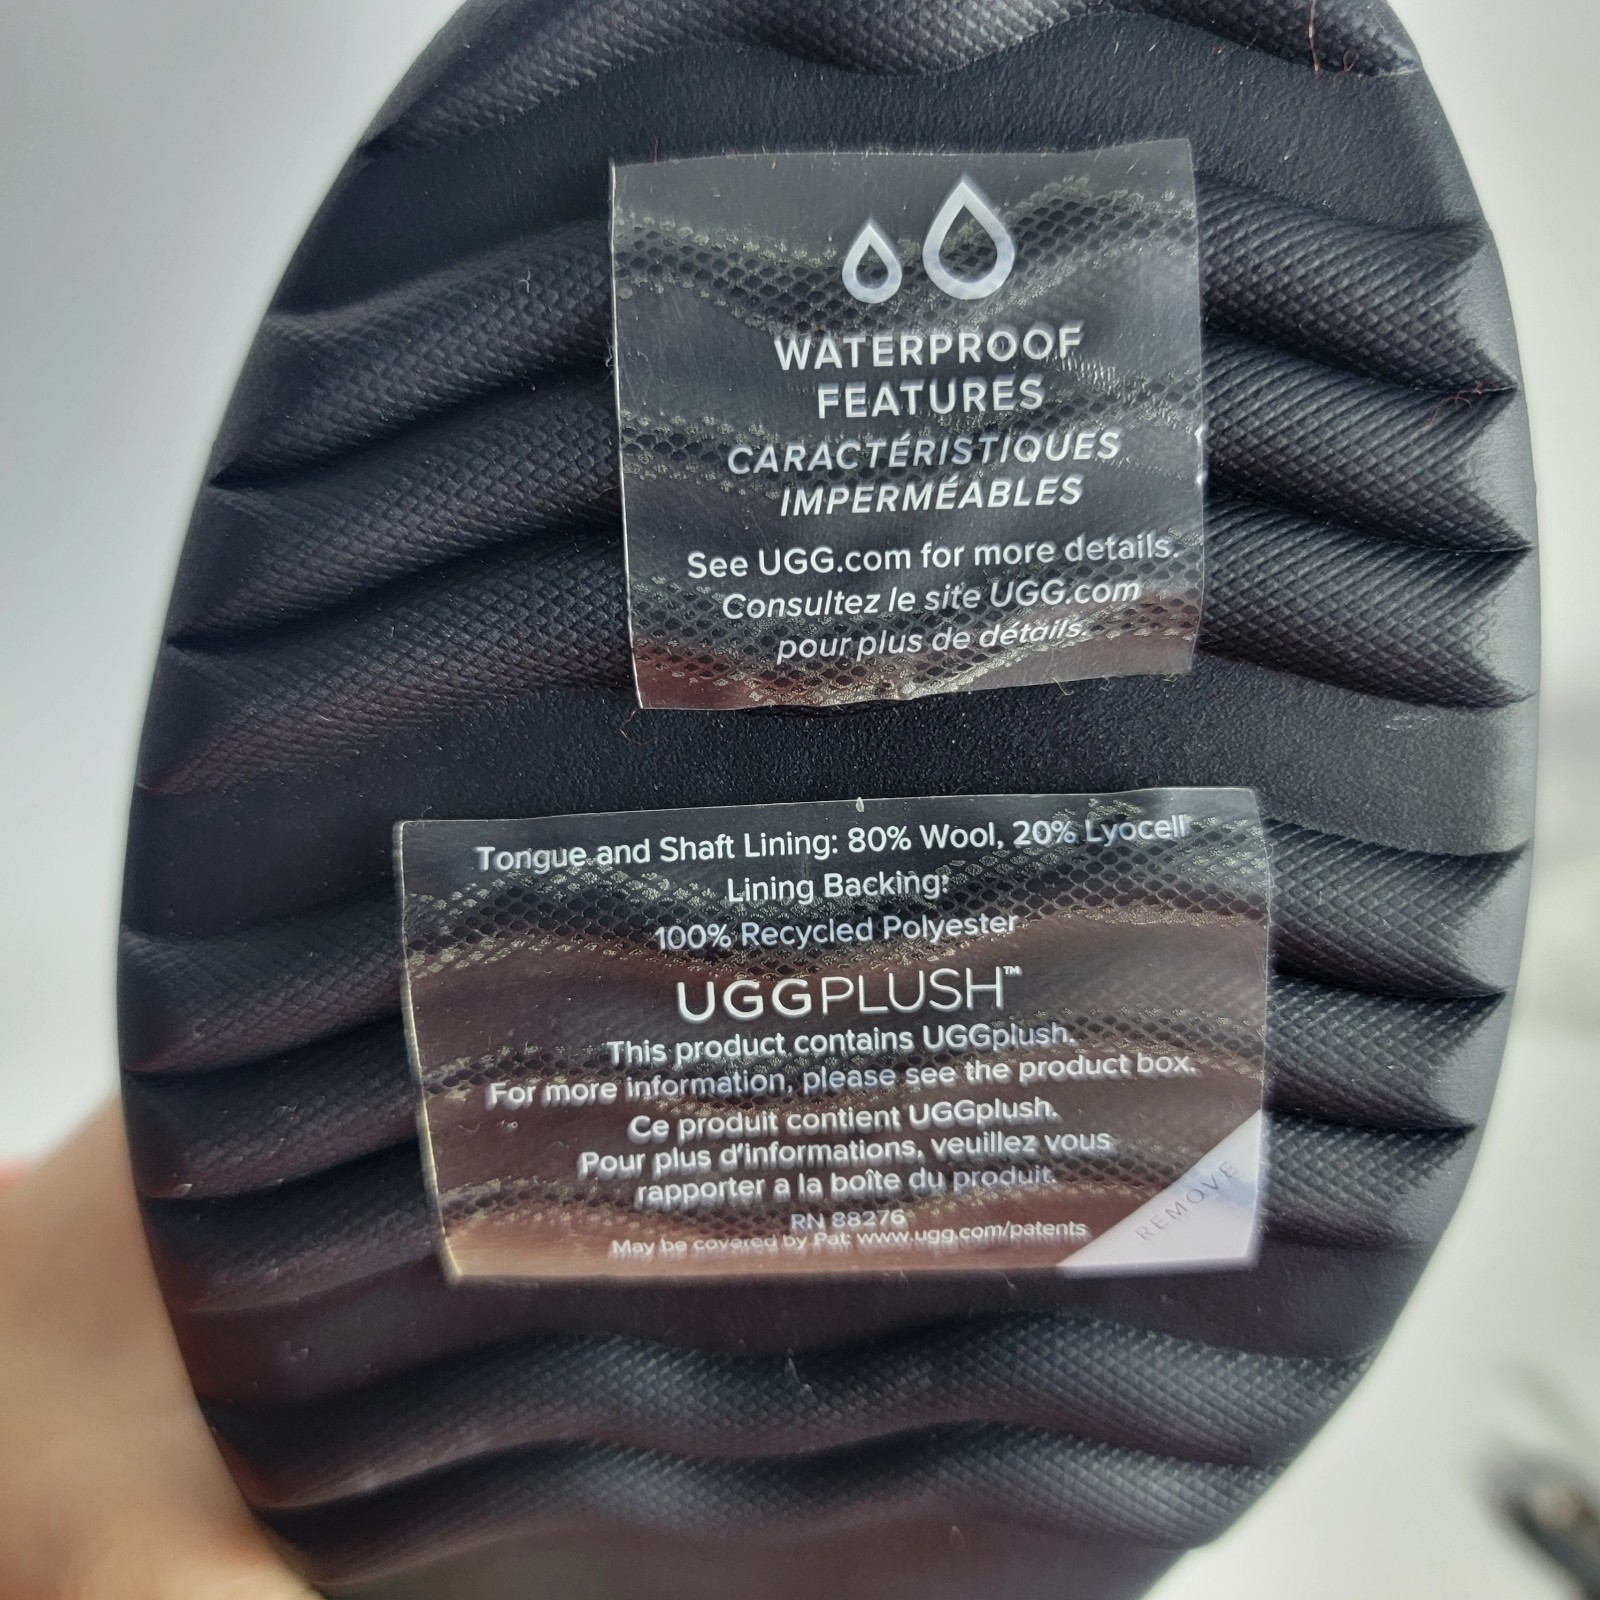 WATERPROOF
FEATURES
CARACTÉRISTIQUES
IMPERMÉABLES
See UGG.com for more details.
Consultez le site UGG.com
pour plus de détails.
Tongue and Shaft Lining: 80% Wool, 20% Lyocell
Lining Backing:
100% Recycled Polyester
UGGPLUSH™
This product contains UGGplush.
For more information, please see the product box.
Ce produit contient UGGplush.
Pour plus d'informations, veuillez vous
rapporter a la boîte du produit.
RN 88276
May be covered by Pat: www.ugg.com/patents
REMOVE